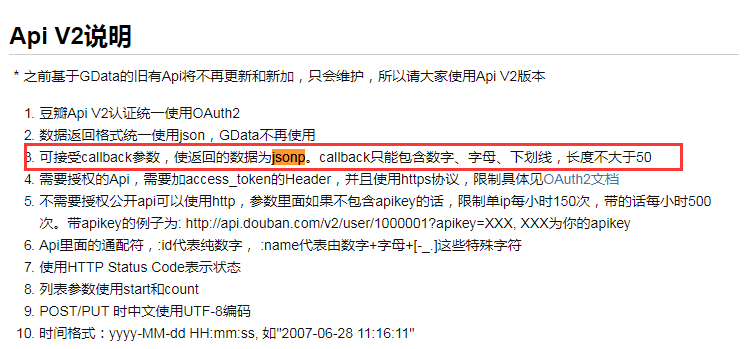 Api V2说明
* 之前基于GData的旧有Api将不再更新和新加，只会维护，所以请大家使用Api V2版本
1. 豆瓣Api V2认证统一使用OAuth2
2. 数据返回格式统一使用json，GData不再使用
3. 可接受callback参数，使返回的数据为jsonp。callback只能包含数字、字母、下划线，长度不大于50
4. 需要授权的Api，需要加access_token的Header，并且使用https协议，限制具体见OAuth2文档
5. 不需要授权公开api可以使用http，参数里面如果不包含apikey的话，限制单ip每小时150次，带的话每小时500
次。带apikey的例子为: http://api.douban.com/v2/user/1000001?apikey=XXX, XXX为你的apikey
6. Api里面的通配符，:id代表纯数字， :name代表由数字+字母+[-_.]这些特殊字符
7. 使用HTTP Status Code表示状态
8. 列表参数使用start和count
9. POST/PUT 时中文使用UTF-8编码
10. 时间格式：yyyy-MM-dd HH:mm:ss, 如"2007-06-28 11:16:11"